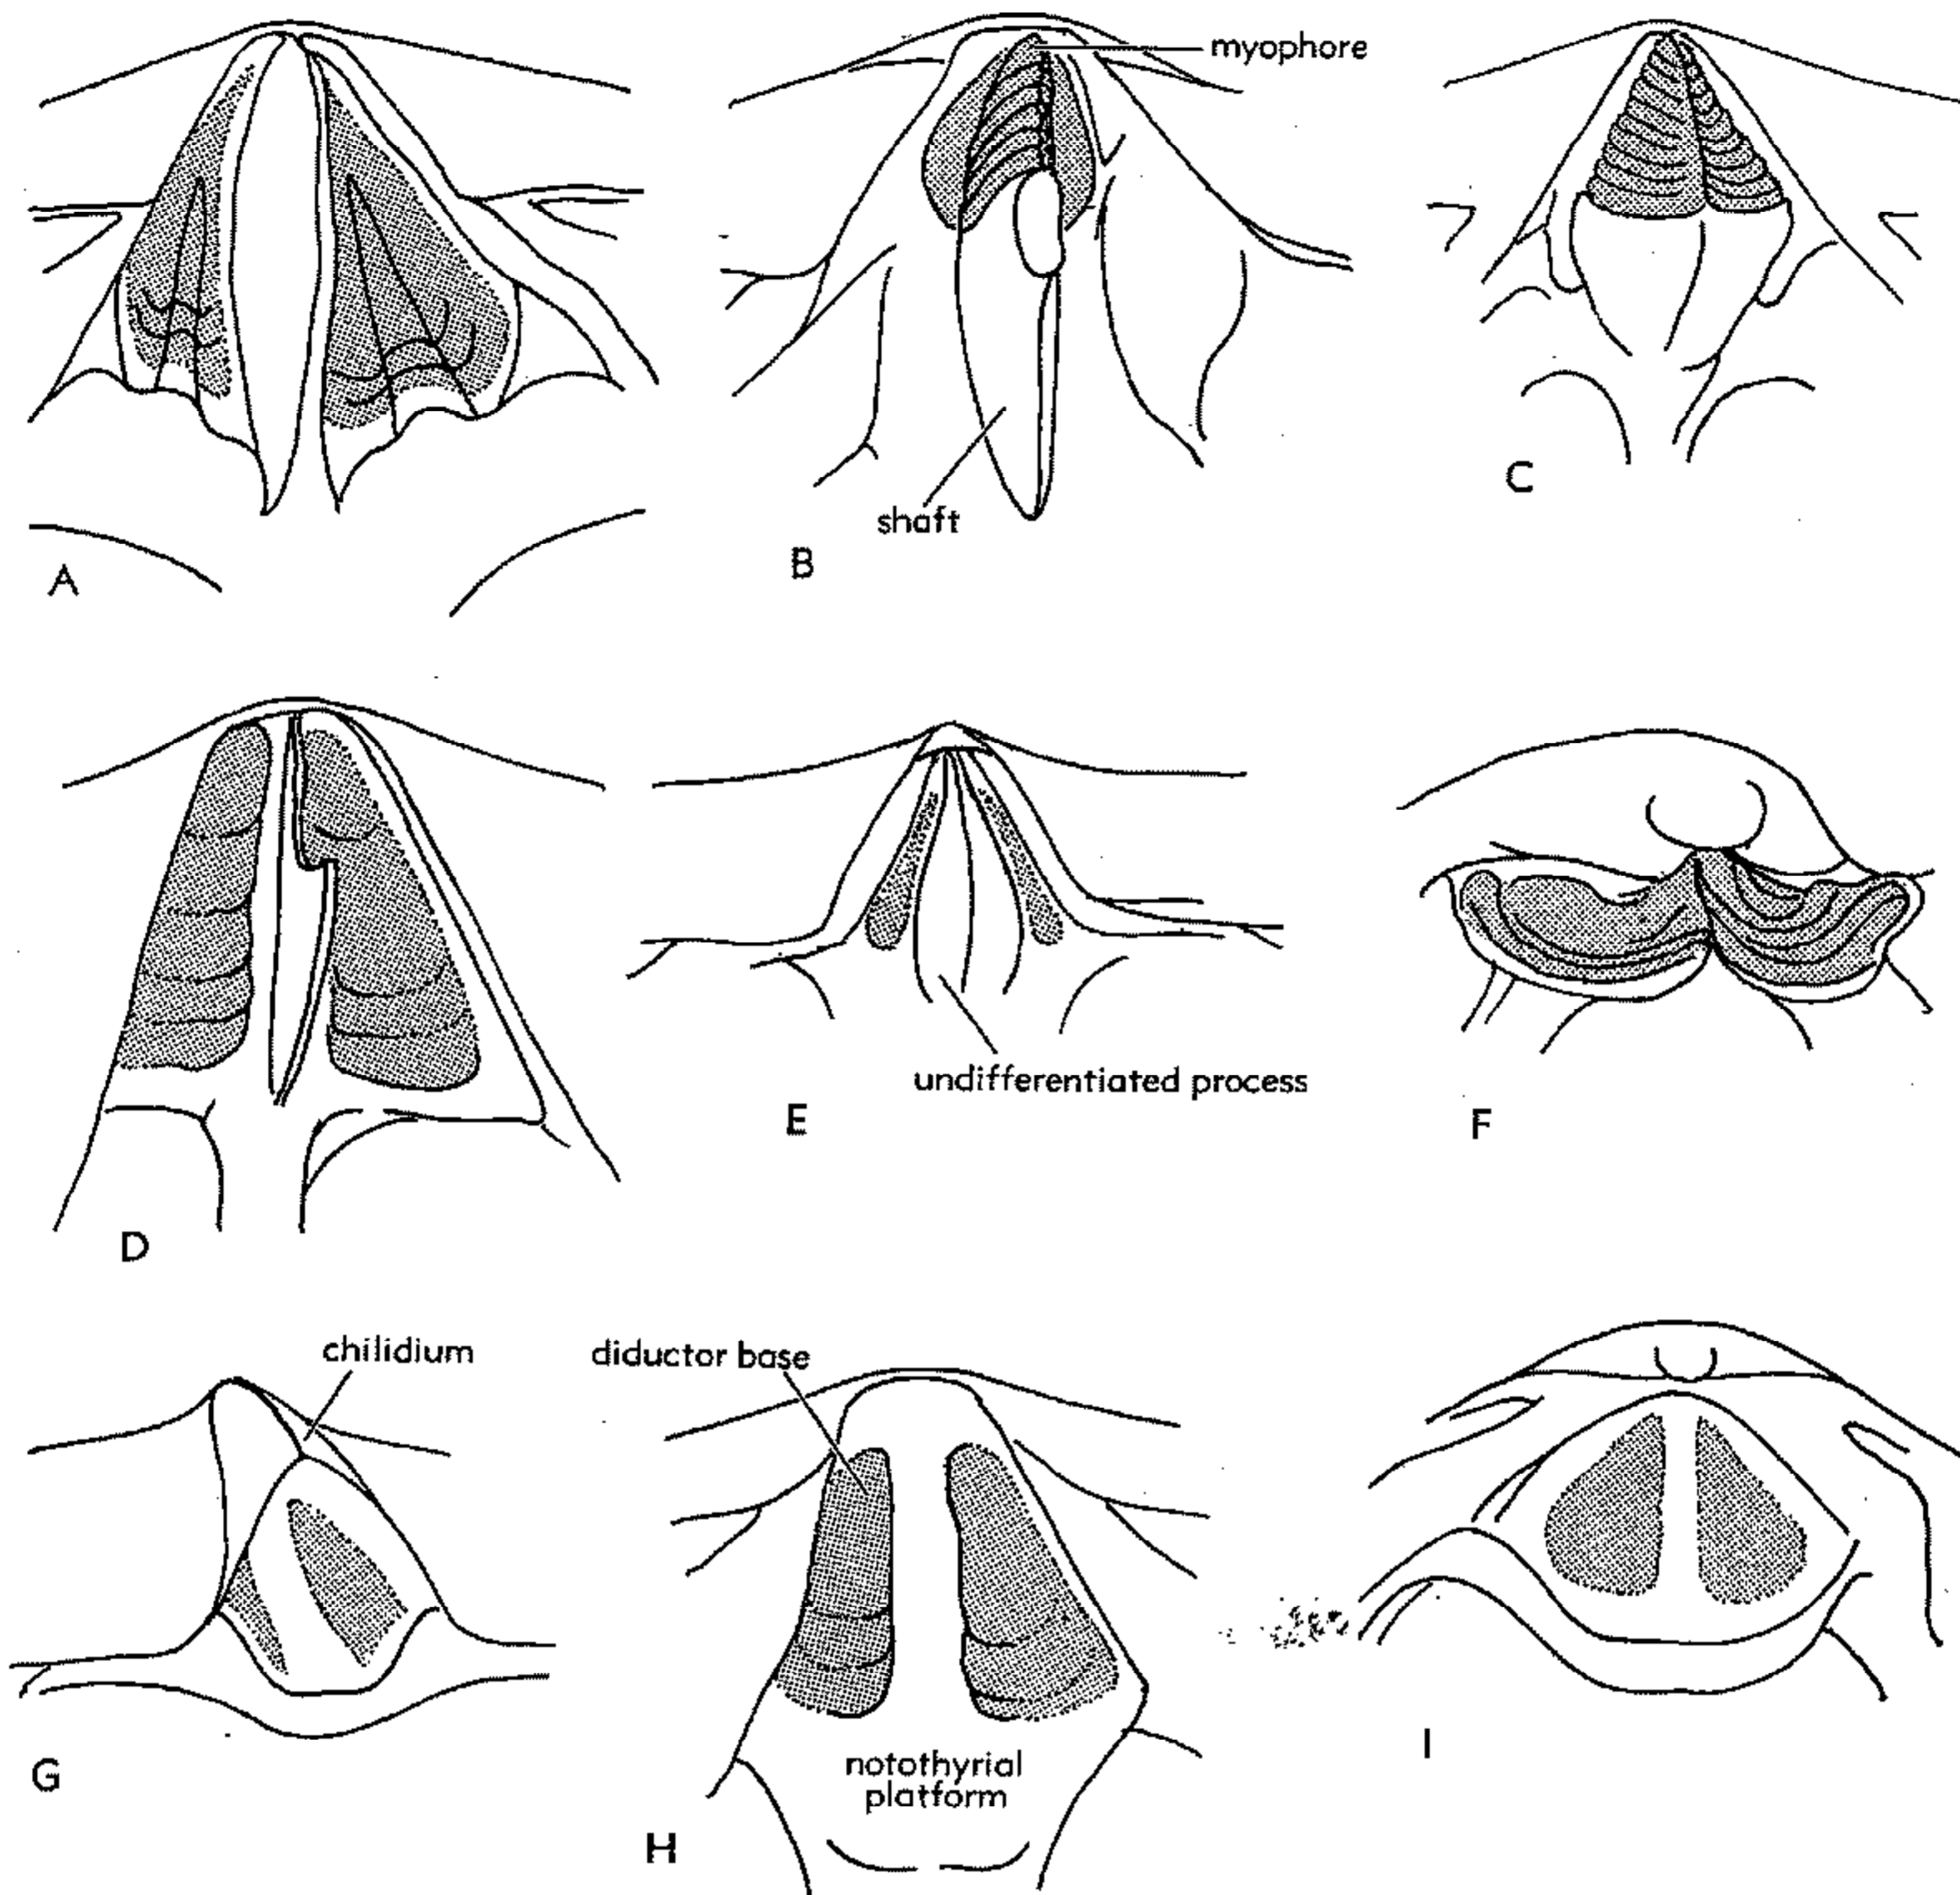 myophore
shaft
A
B
C
undifferentiated process
D
E
F
chilidium
diductor base
notothyrial
platform
G
H
I